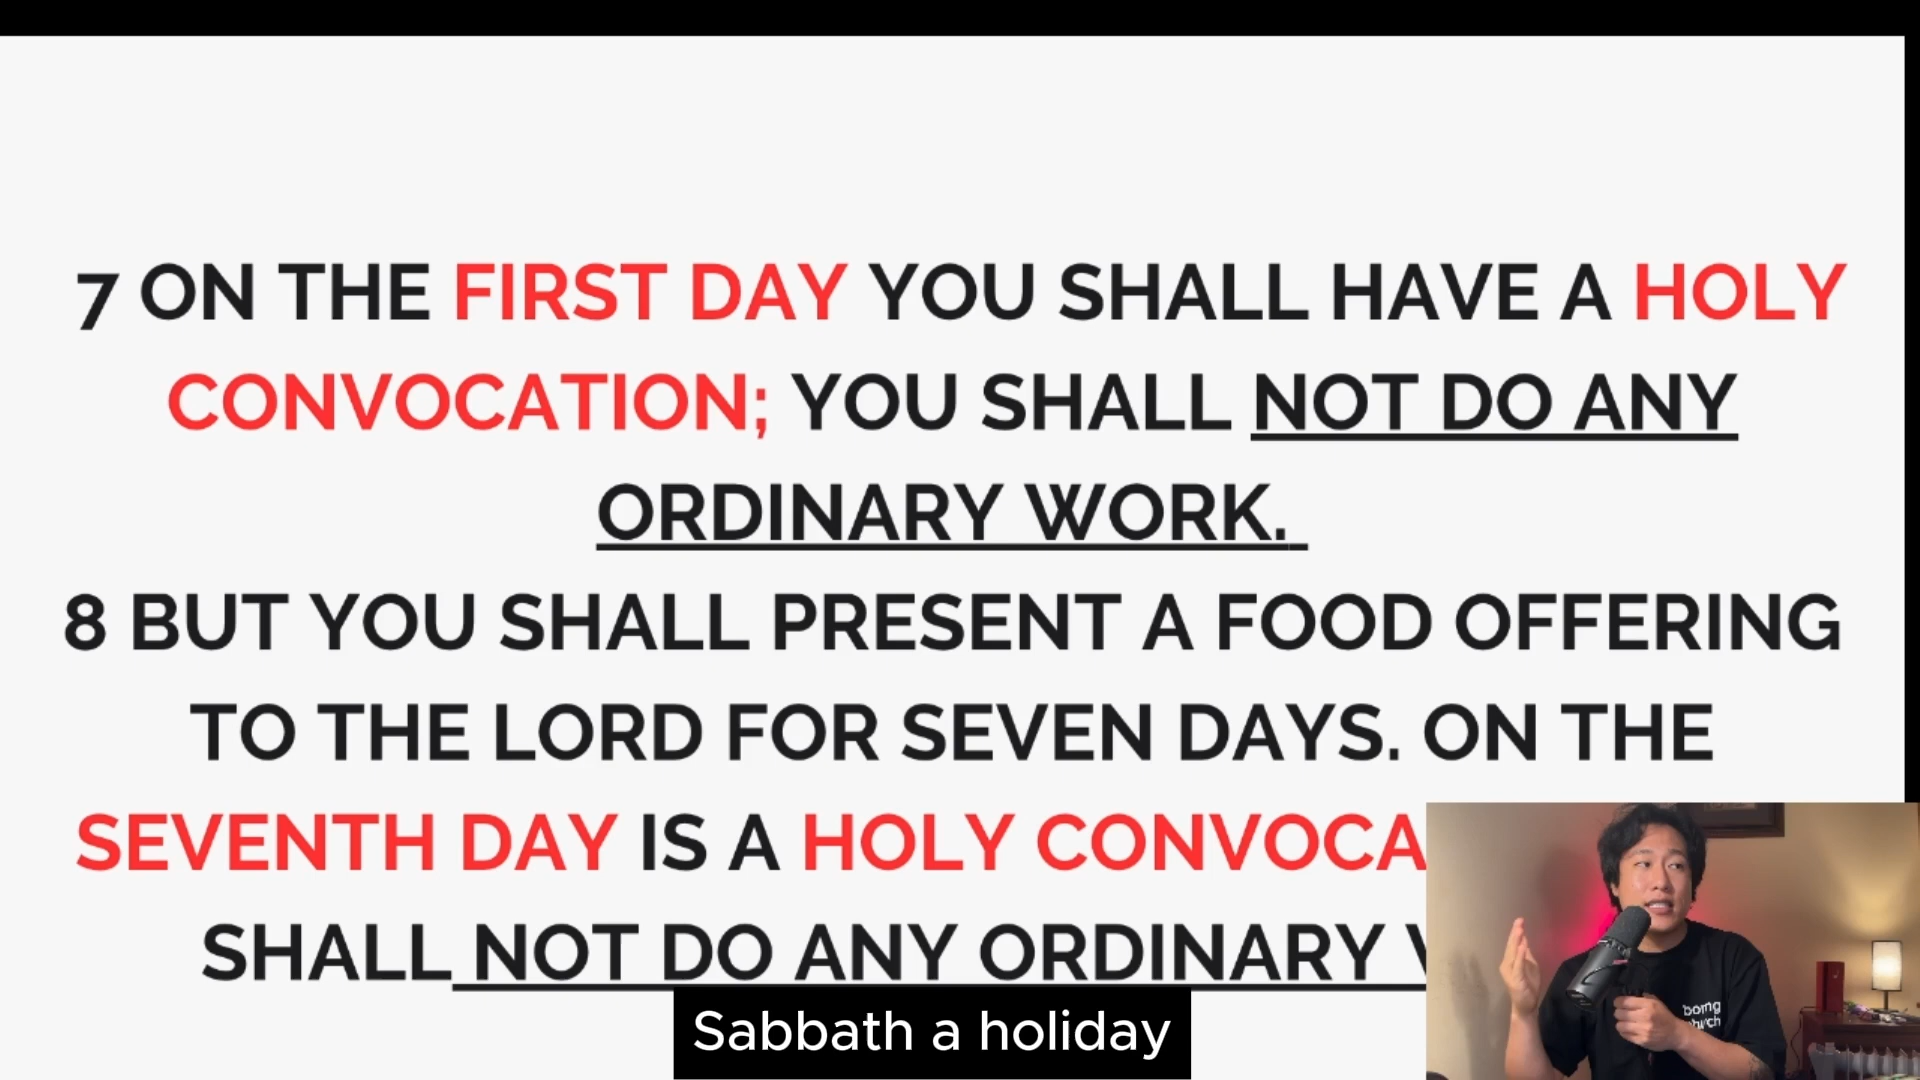 7 ON THE FIRST DAY YOU SHALL HAVE A HOLY
CONVOCATION; YOU SHALL NOT DO ANY
ORDINARY WORK.
8 BUT YOU SHALL PRESENT A FOOD OFFERING
TO THE LORD FOR SEVEN DAYS. ON THE
SEVENTH DAY IS A HOLY
SHALL NOT DO ANY ORDINARY
Sabbath a holiday